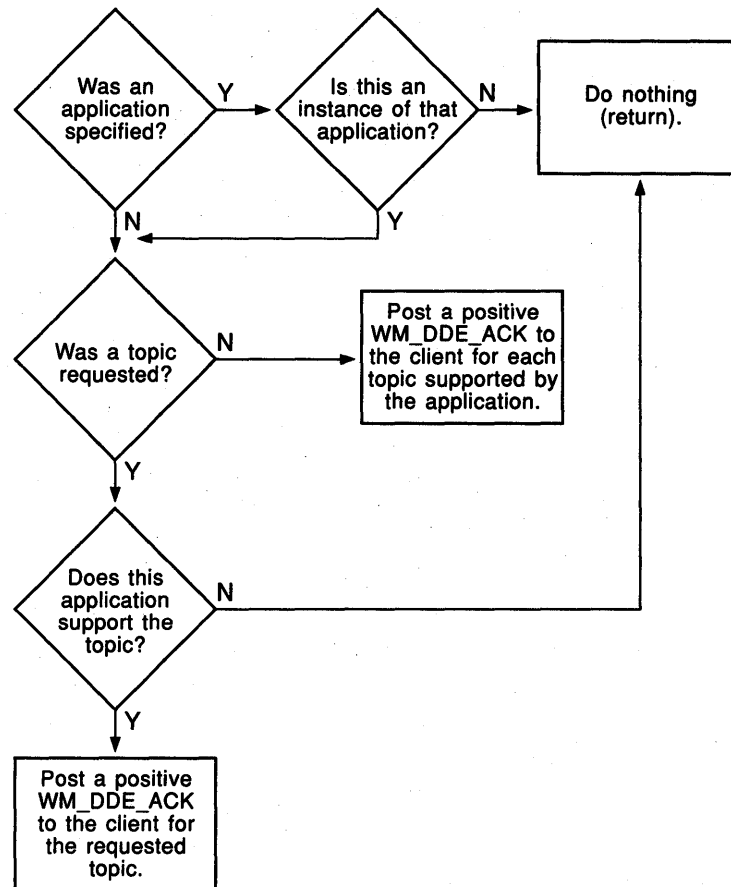 Was an
application
specified?
Y
Is this an
instance of that
application?
N
Do nothing
(return).
N
Y
Was a topic
requested?
N
Post a positive
WM_DDE_ACK to
the client for each
topic supported by
the application.
Y
Does this
application
support the
topic?
N
Y
Post a positive
WM_DDE_ACK
to the client for
the requested
topic.